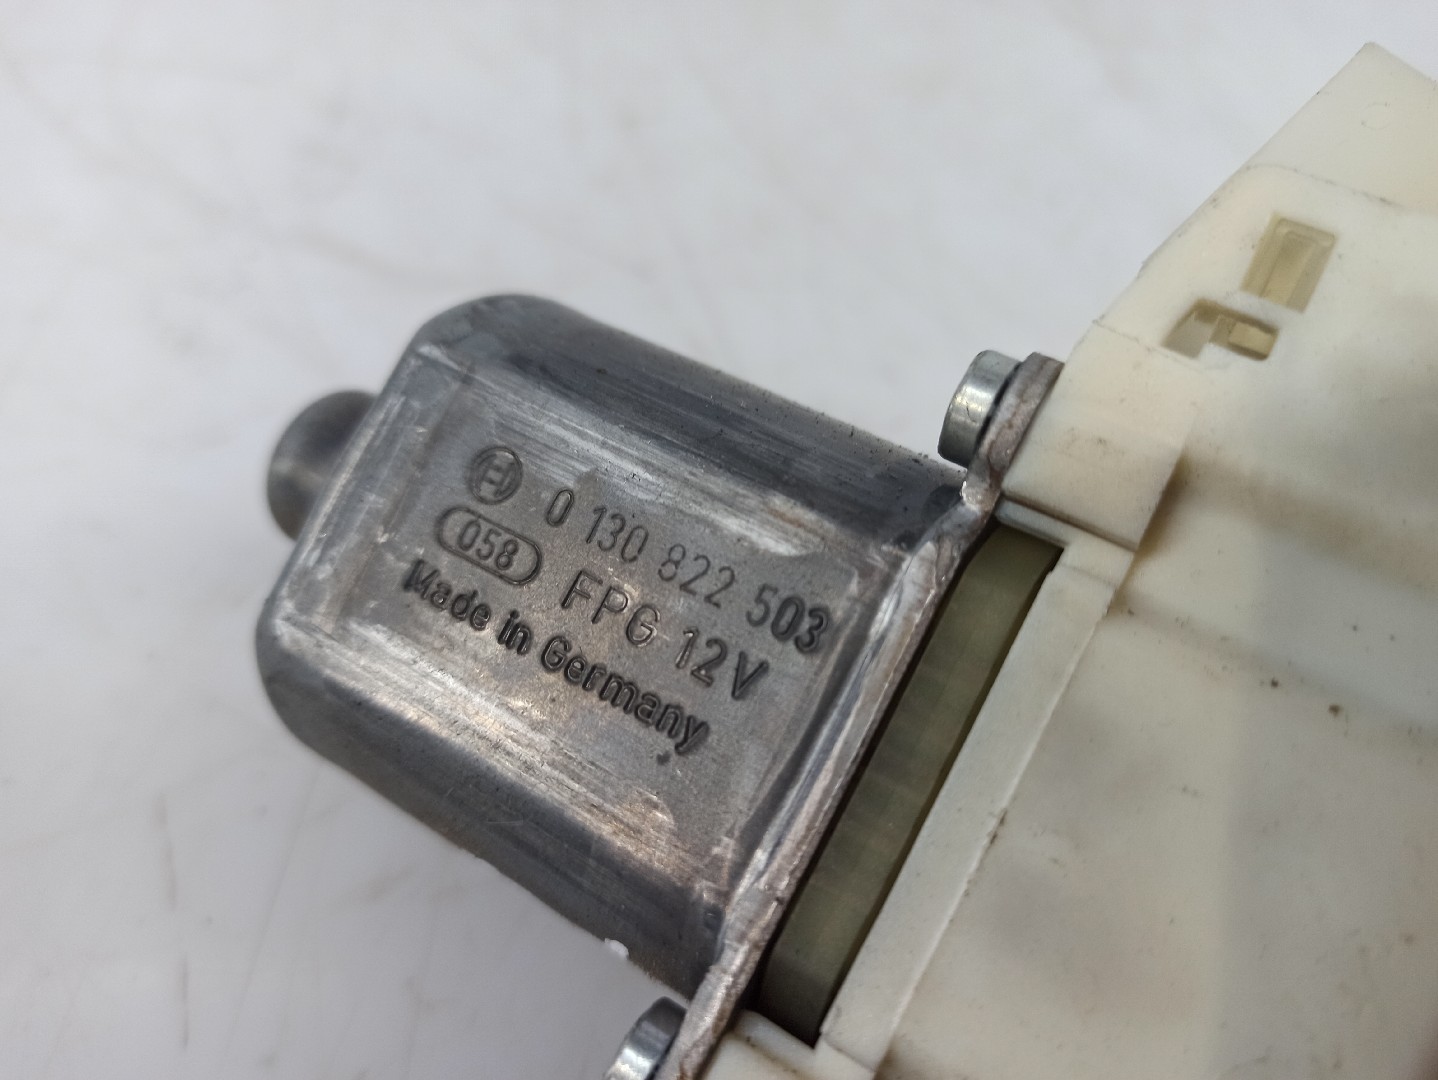 0 130 822 503
058 FPG 12V
Made in Germany